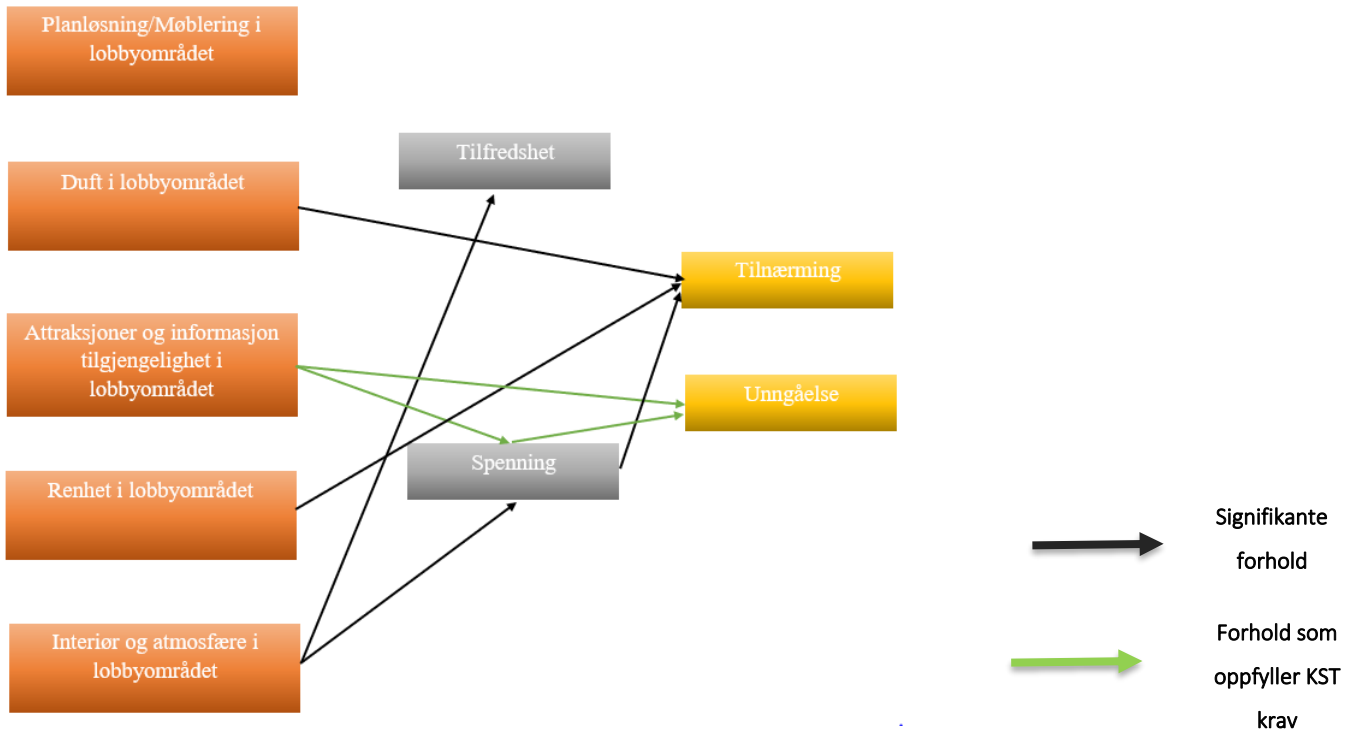 Planløsning/Møblering i
lobbyområdet
Tilfredshet
Duft i lobbyområdet
Tilnærming
Attraksjoner og informasjon
tilgjengelighet i
lobbyområdet
Unngåelse
Spenning
Renhet i lobbyområdet
Signifikante
forhold
Interiør og atmosfære i
lobbyområdet
Forhold som
oppfyller KST
krav